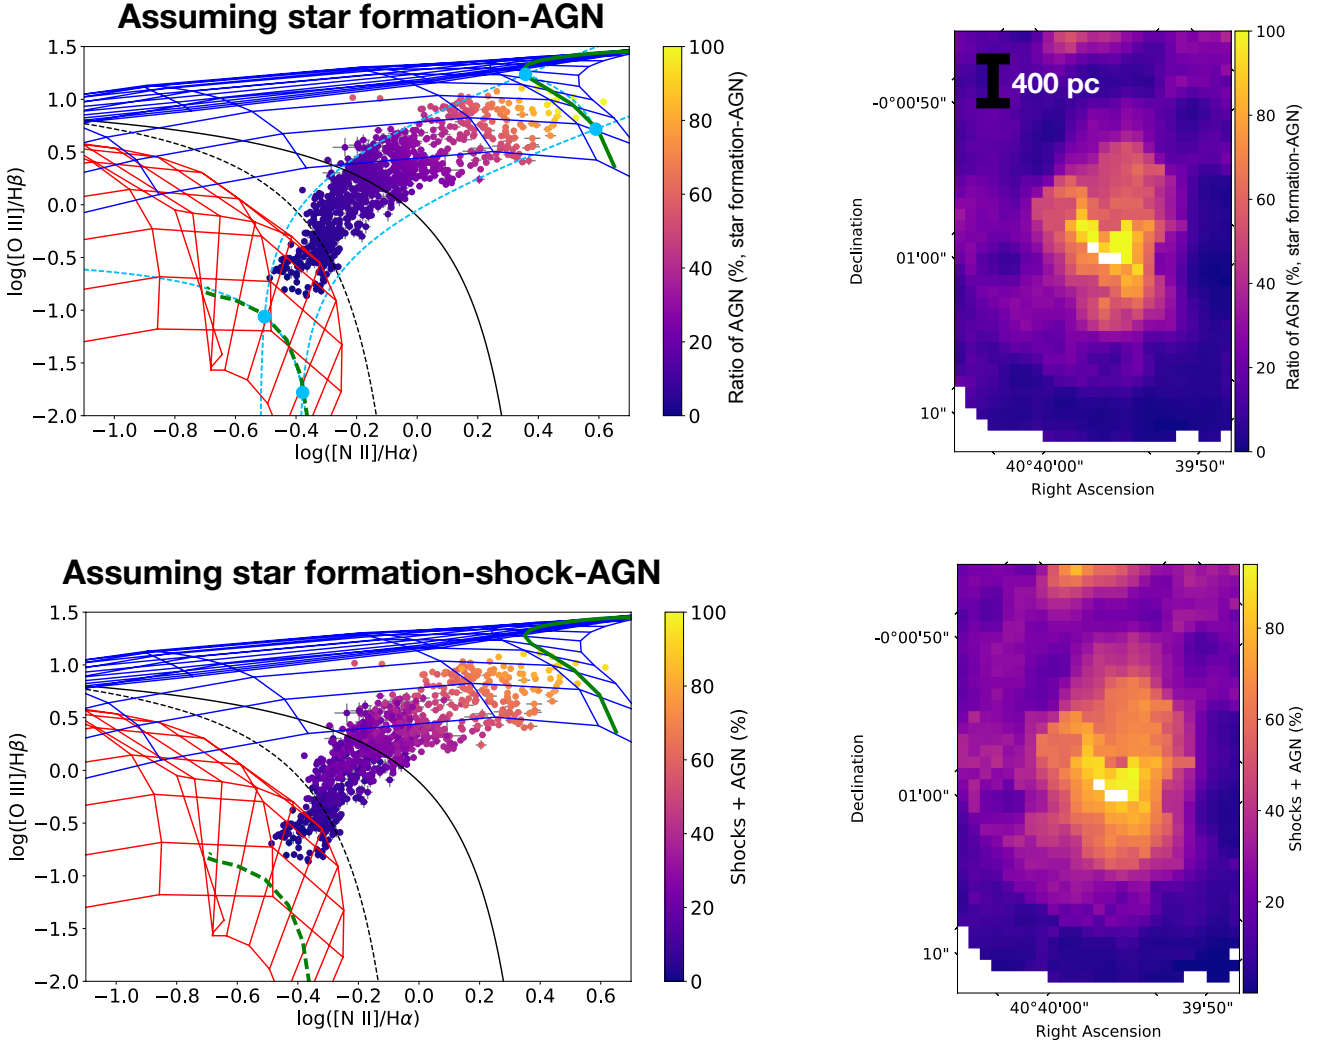 Assuming star formation-AGN
1.5
1.0
0.5
0.0
−0.5
−1.0
−1.5
−2.0
log([O III]/Hβ)
−1.0 −0.8 −0.6 −0.4 −0.2 0.0 0.2 0.4 0.6
log([N II]/Hα)
100
80
60
40
20
0
Ratio of AGN (%, star formation-AGN)
400 pc
-0°00'50"
01'00"
10"
Declination
40°40'00" 39'50"
Right Ascension
100
80
60
40
20
0
Ratio of AGN (%, star formation-AGN)
Assuming star formation-shock-AGN
1.5
1.0
0.5
0.0
−0.5
−1.0
−1.5
−2.0
log([O III]/Hβ)
−1.0 −0.8 −0.6 −0.4 −0.2 0.0 0.2 0.4 0.6
log([N II]/Hα)
100
80
60
40
20
0
Shocks + AGN (%)
-0°00'50"
01'00"
10"
Declination
40°40'00" 39'50"
Right Ascension
80
60
40
20
Shocks + AGN (%)